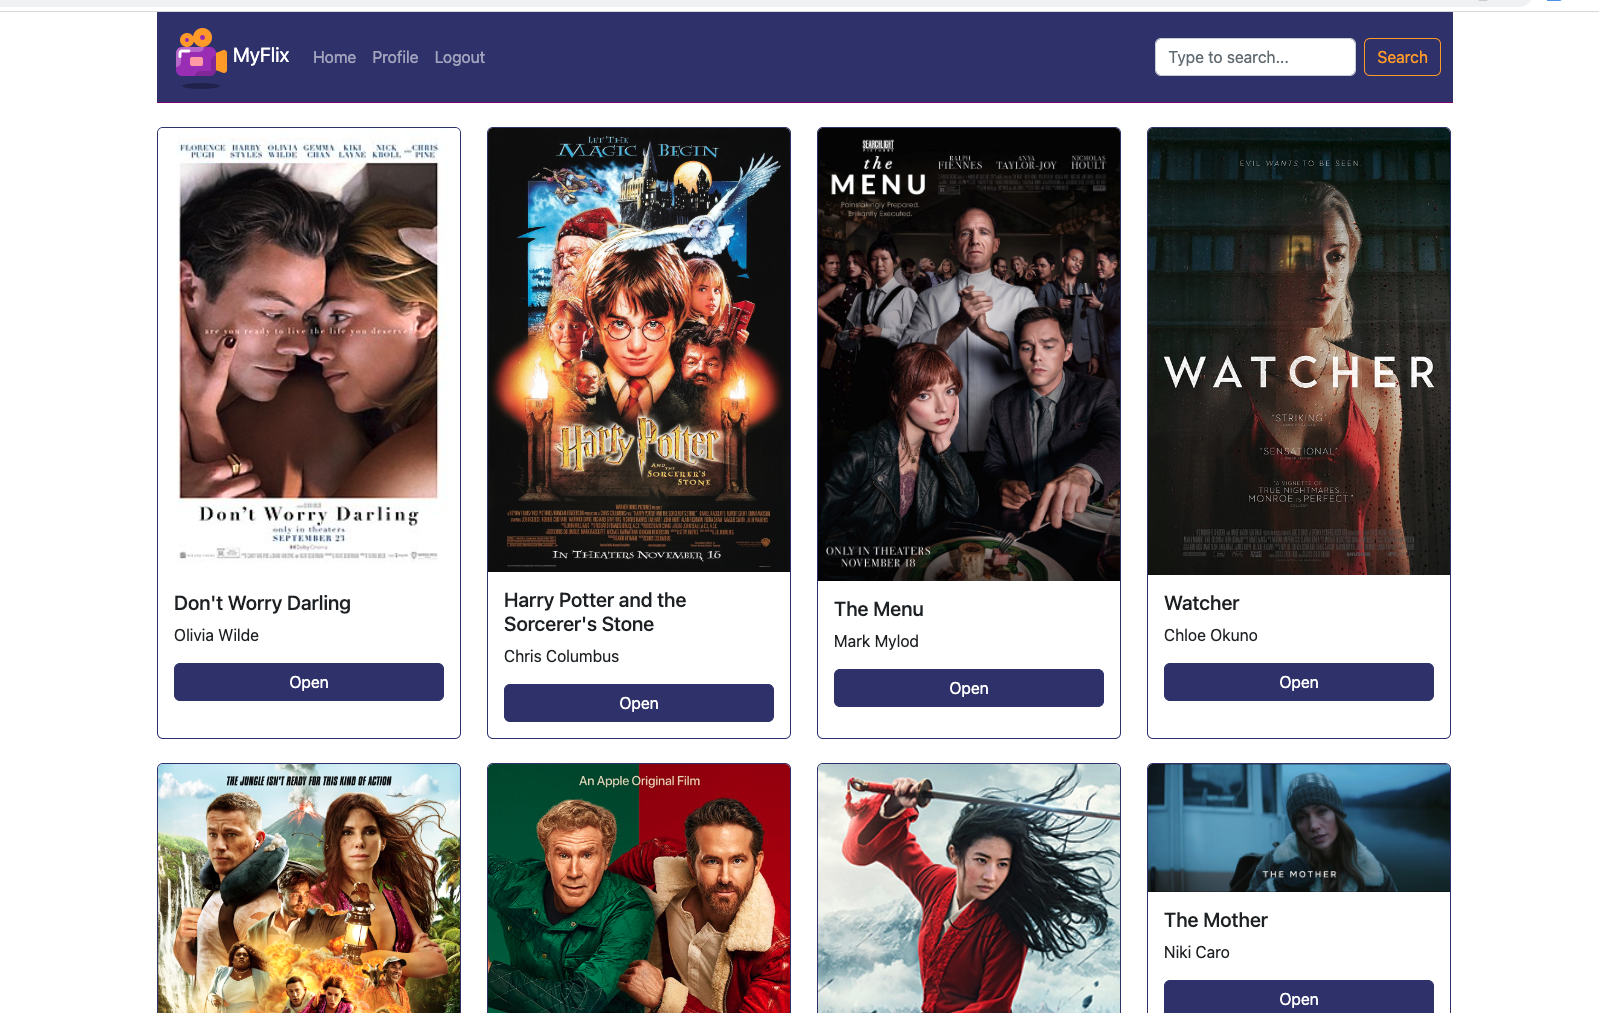 MyFlix
Home
Profile
Logout
Type to search...
Search
FLORENCE PUGH
HARRY STYLES
OLIVIA WILDE
GEMMA CHAN
KIKI LAYNE
NICK KROLL
AND CHRIS PINE
are you ready to live the life you deserve?
Don't Worry Darling
only in theaters
SEPTEMBER 23
Dolby Cinema
Don't Worry Darling
Olivia Wilde
Open
LET THE
MAGIC BEGIN
Harry Potter
AND THE
SORCERER'S
STONE
IN THEATERS NOVEMBER 16
Harry Potter and the
Sorcerer's Stone
Chris Columbus
Open
SEARCHLIGHT
PICTURES
RALPH FIENNES
ANYA TAYLOR-JOY
NICHOLAS HOULT
the
MENU
Painstakingly Prepared.
Brilliantly Executed.
ONLY IN THEATERS
NOVEMBER 18
The Menu
Mark Mylod
Open
EVIL WANTS TO BE SEEN.
WATCHER
"STRIKING"
"SENSATIONAL"
"A VIGNETTE OF
TRUE NIGHTMARES...
MONROE IS PERFECT"
Watcher
Chloe Okuno
Open
THE JUNGLE ISN'T READY FOR THIS KIND OF ACTION
An Apple Original Film
THE MOTHER
The Mother
Niki Caro
Open